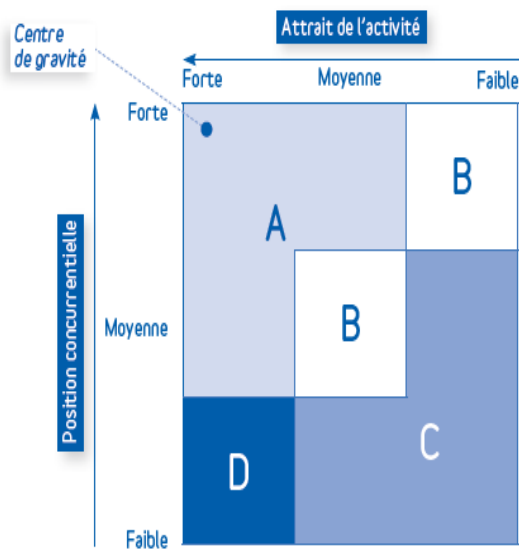 Attrait de l'activité
Centre
de gravité
Forte Moyenne Faible
Forte
B
A
Position concurrentielle
Moyenne
B
C
D
Faible